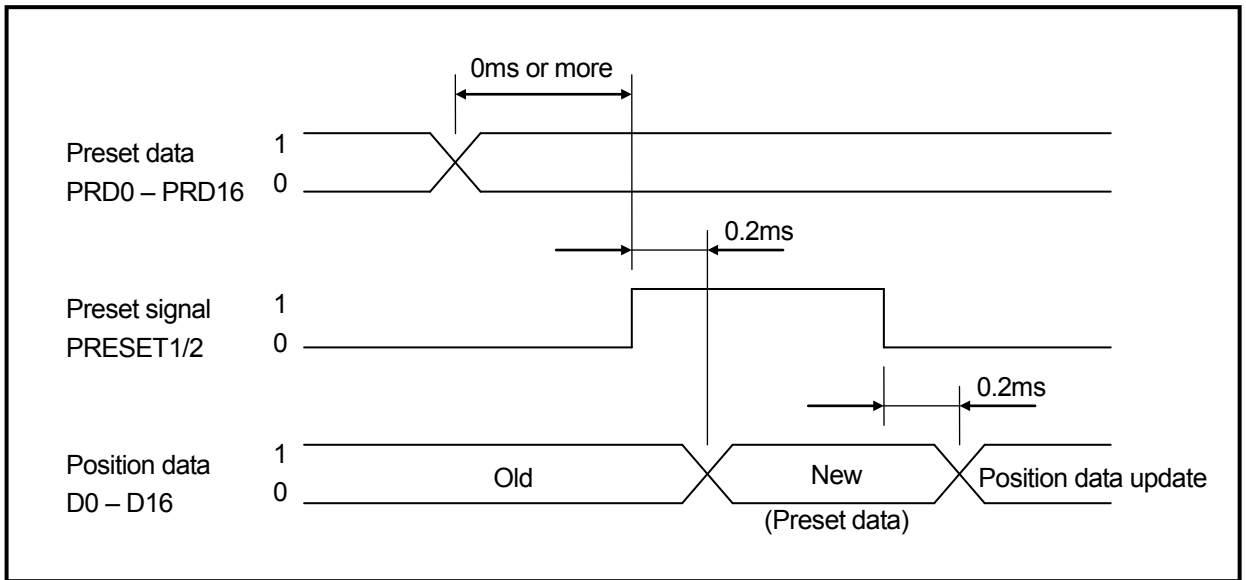 0ms or more
Preset data
PRD0 – PRD16
1
0
0.2ms
Preset signal
PRESET1/2
1
0
0.2ms
Position data
D0 – D16
1
0
Old
New
(Preset data)
Position data update